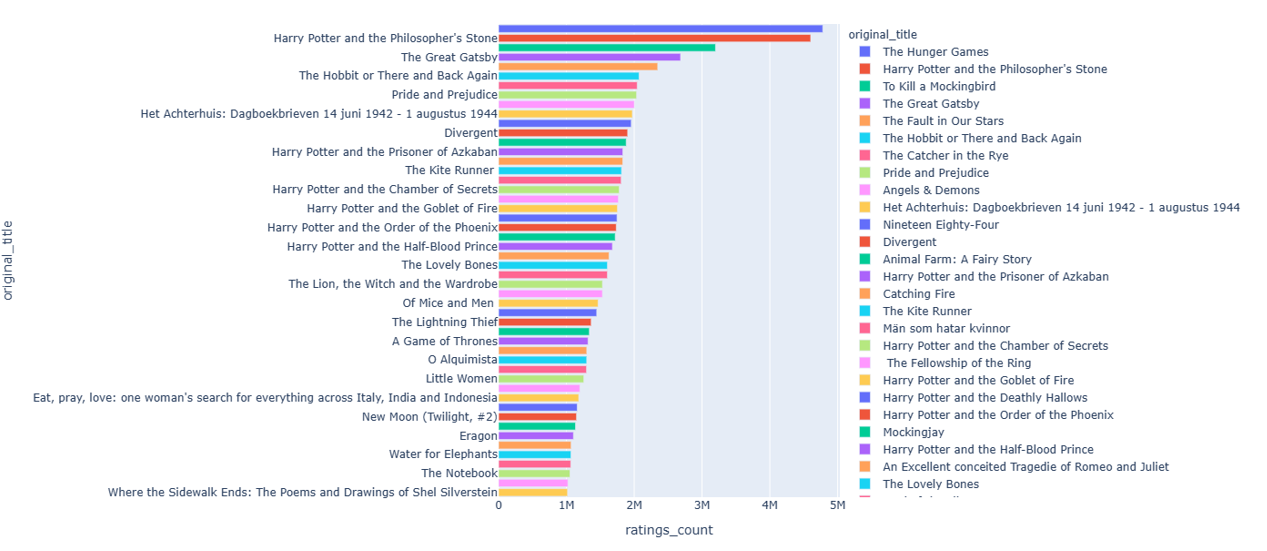 original_title
Harry Potter and the Philosopher's Stone
The Great Gatsby
The Hobbit or There and Back Again
Pride and Prejudice
Het Achterhuis: Dagboekbrieven 14 juni 1942 - 1 augustus 1944
Divergent
Harry Potter and the Prisoner of Azkaban
The Kite Runner
Harry Potter and the Chamber of Secrets
Harry Potter and the Goblet of Fire
Harry Potter and the Order of the Phoenix
Harry Potter and the Half-Blood Prince
The Lovely Bones
The Lion, the Witch and the Wardrobe
Of Mice and Men
The Lightning Thief
A Game of Thrones
O Alquimista
Little Women
Eat, pray, love: one woman's search for everything across Italy, India and Indonesia
New Moon (Twilight, #2)
Eragon
Water for Elephants
The Notebook
Where the Sidewalk Ends: The Poems and Drawings of Shel Silverstein
0 1M 2M 3M 4M 5M
ratings_count
original_title
The Hunger Games
Harry Potter and the Philosopher's Stone
To Kill a Mockingbird
The Great Gatsby
The Fault in Our Stars
The Hobbit or There and Back Again
The Catcher in the Rye
Pride and Prejudice
Angels & Demons
Het Achterhuis: Dagboekbrieven 14 juni 1942 - 1 augustus 1944
Nineteen Eighty-Four
Divergent
Animal Farm: A Fairy Story
Harry Potter and the Prisoner of Azkaban
Catching Fire
The Kite Runner
Män som hatar kvinnor
Harry Potter and the Chamber of Secrets
The Fellowship of the Ring
Harry Potter and the Goblet of Fire
Harry Potter and the Deathly Hallows
Harry Potter and the Order of the Phoenix
Mockingjay
Harry Potter and the Half-Blood Prince
An Excellent conceited Tragedie of Romeo and Juliet
The Lovely Bones